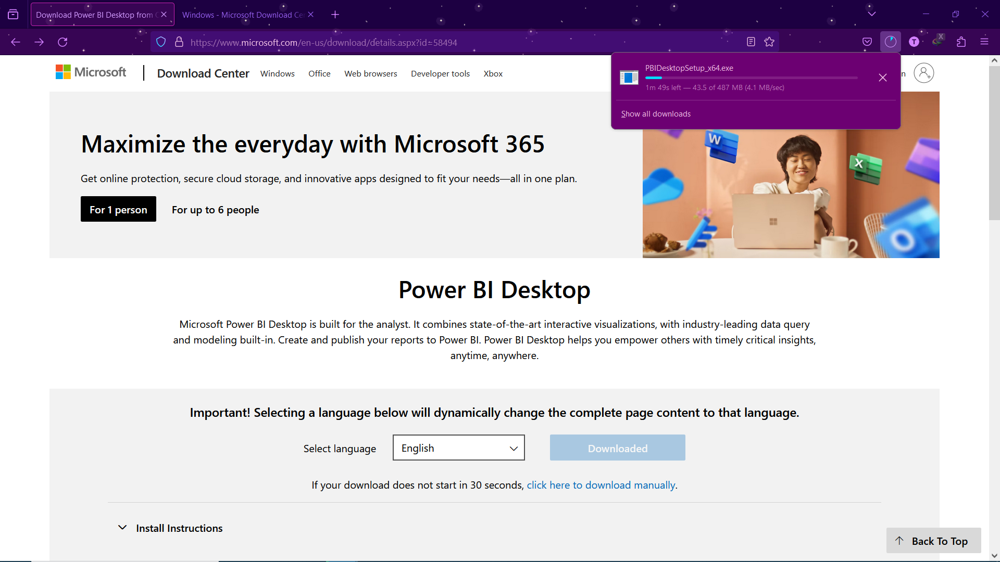 Download Power BI Desktop from
Windows - Microsoft Download Ce
https://www.microsoft.com/en-us/download/details.aspx?id=58494
T
X
PBIDesktopSetup_x64.exe
1m 49s left — 43.5 of 487 MB (4.1 MB/sec)
Show all downloads
Microsoft
Download Center
Windows
Office
Web browsers
Developer tools
Xbox
n
Maximize the everyday with Microsoft 365
Get online protection, secure cloud storage, and innovative apps designed to fit your needs—all in one plan.
For 1 person
For up to 6 people
W
X
O
Power BI Desktop
Microsoft Power BI Desktop is built for the analyst. It combines state-of-the-art interactive visualizations, with industry-leading data query
and modeling built-in. Create and publish your reports to Power BI. Power BI Desktop helps you empower others with timely critical insights,
anytime, anywhere.
Important! Selecting a language below will dynamically change the complete page content to that language.
Select language
English
Downloaded
If your download does not start in 30 seconds, click here to download manually.
Install Instructions
Back To Top